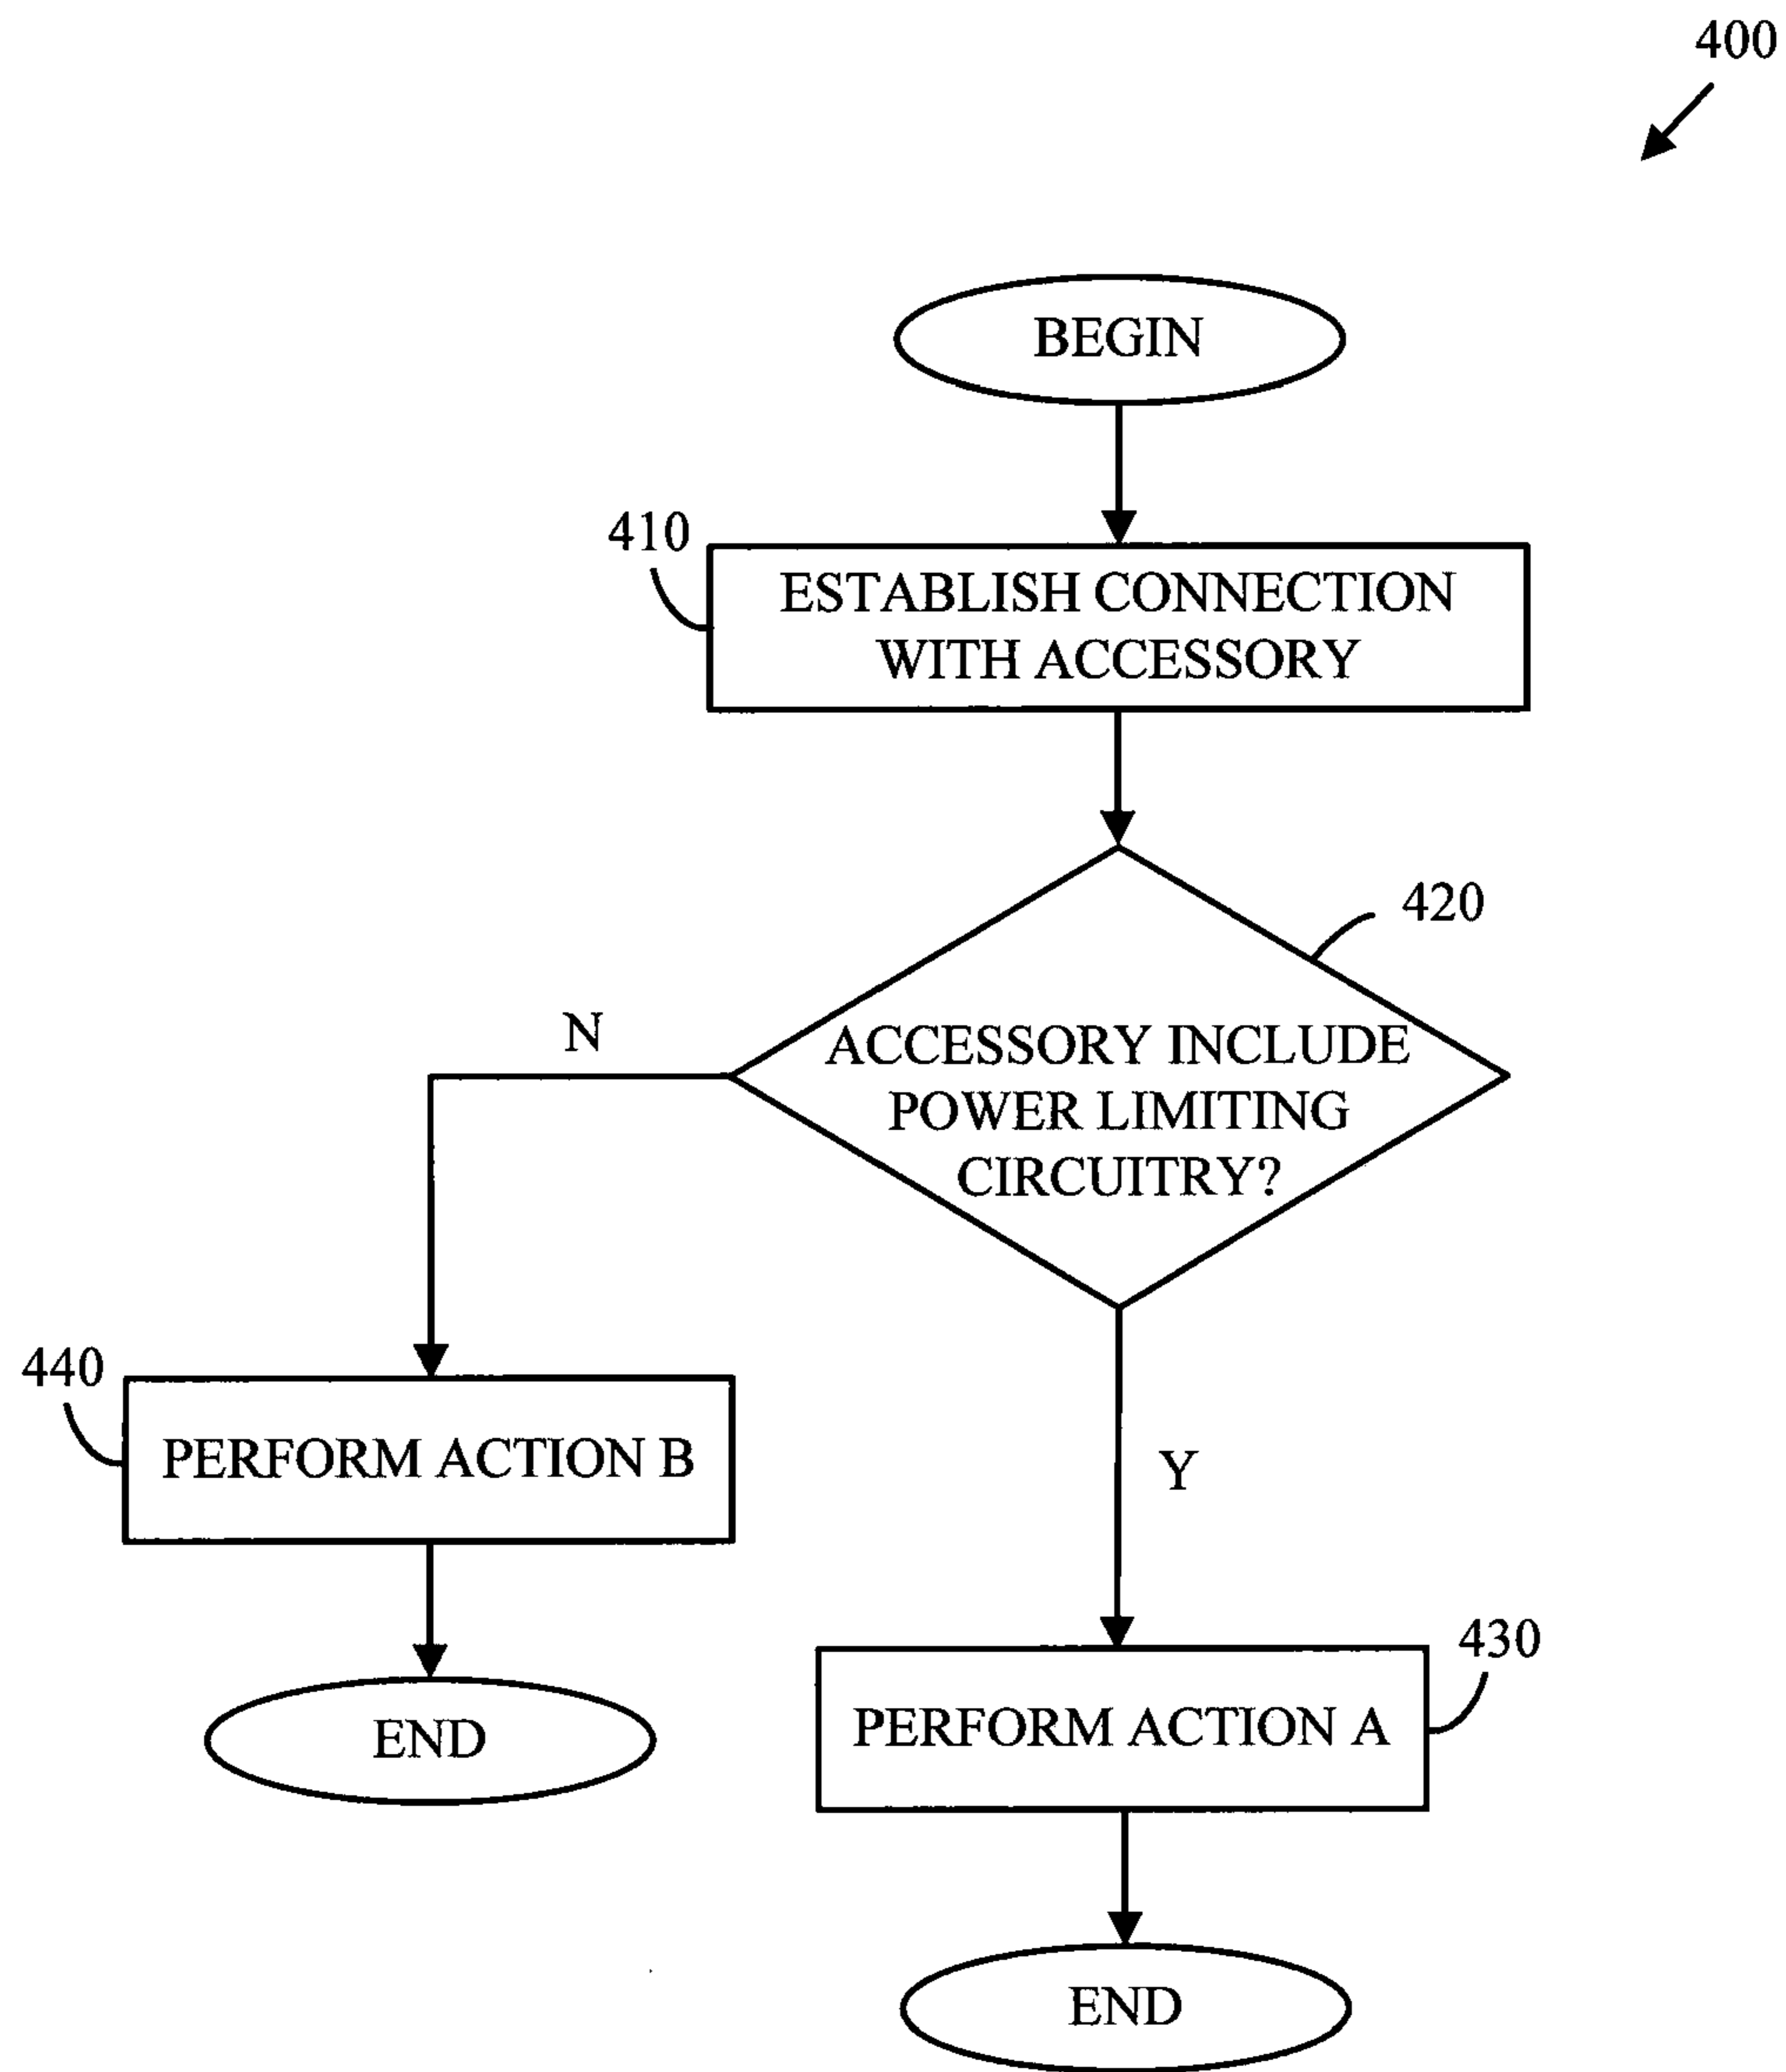 400
BEGIN
410
ESTABLISH CONNECTION
WITH ACCESSORY
420
N
ACCESSORY INCLUDE
POWER LIMITING
CIRCUITRY?
440
PERFORM ACTION B
Y
430
END
PERFORM ACTION A
END